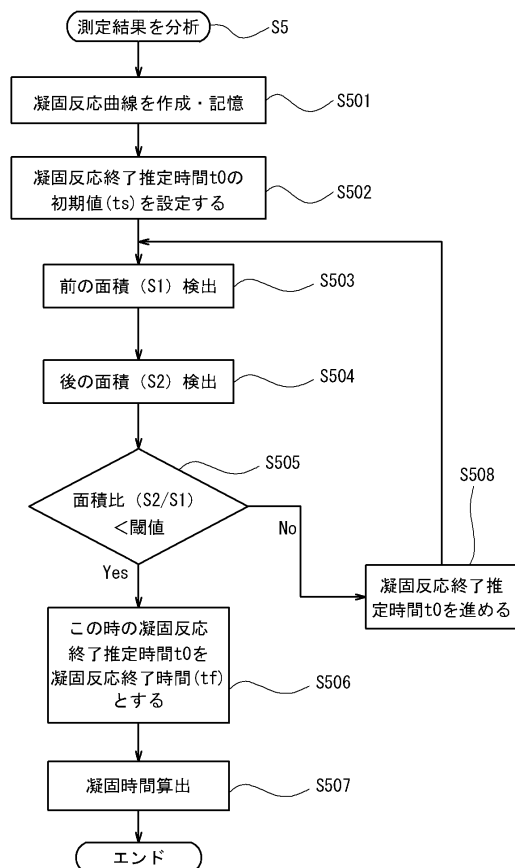 測定結果を分析
S5
凝固反応曲線を作成・記憶
S501
凝固反応終了推定時間t0の
初期値(ts)を設定する
S502
前の面積（S1）検出
S503
後の面積（S2）検出
S504
面積比（S2/S1）
＜閾値
S505
No
Yes
S508
凝固反応終了推
定時間t0を進める
この時の凝固反応
終了推定時間t0を
凝固反応終了時間(tf)
とする
S506
凝固時間算出
S507
エンド